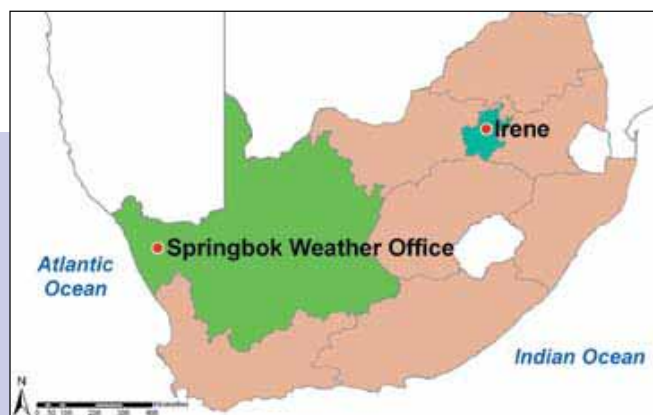 Irene
Springbok Weather Office
Atlantic
Ocean
Indian Ocean
N